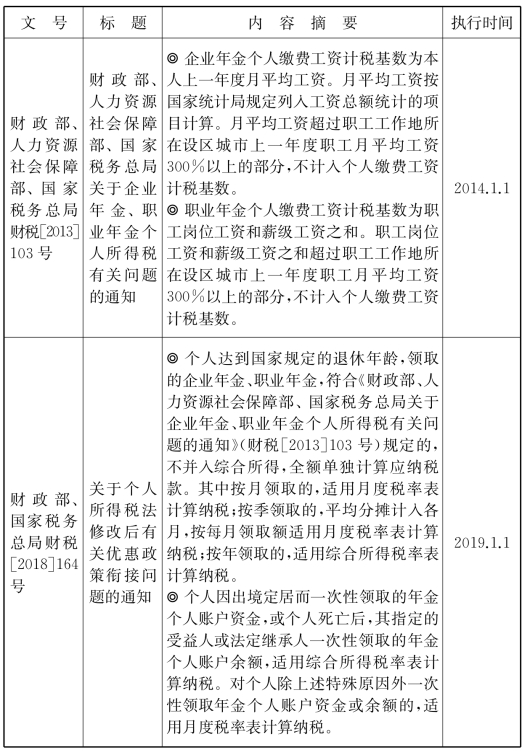 文　号
标　题
内　容　摘　要
执行时间
财政部、
人力资源
社会保障
部、国家
税务总局
财税[2013]
103 号
财政部、
人力资源
社会保障
部、国家
税务总局
关于企业
年金、职
业年金个
人所得税
有关问题
的通知
◎ 企业年金个人缴费工资计税基数为本
人上一年度月平均工资。月平均工资按
国家统计局规定列入工资总额统计的项
目计算。月平均工资超过职工工作地所
在设区城市上一年度职工月平均工资
300%以上的部分,不计入个人缴费工资
计税基数。
◎ 职业年金个人缴费工资计税基数为职
工岗位工资和薪级工资之和。职工岗位
工资和薪级工资之和超过职工工作地所
在设区城市上一年度职工月平均工资
300%以上的部分,不计入个人缴费工资
计税基数。
2014.1.1
财政部、
国家税务
总局财税
[2018]164
号
关于个人
所得税法
修改后有
关优惠政
策衔接问
题的通知
◎ 个人达到国家规定的退休年龄,领取
的企业年金、职业年金,符合《财政部、人
力资源社会保障部、国家税务总局关于
企业年金、职业年金个人所得税有关问
题的通知》(财税[2013]103 号)规定的,
不并入综合所得,全额单独计算应纳税
款。其中按月领取的,适用月度税率表
计算纳税;按季领取的,平均分摊计入各
月,按每月领取额适用月度税率表计算
纳税;按年领取的,适用综合所得税率表
计算纳税。
◎ 个人因出境定居而一次性领取的年金
个人账户资金,或个人死亡后,其指定的
受益人或法定继承人一次性领取的年金
个人账户余额,适用综合所得税率表计
算纳税。对个人除上述特殊原因外一次
性领取年金个人账户资金或余额的,适
用月度税率表计算纳税。
2019.1.1